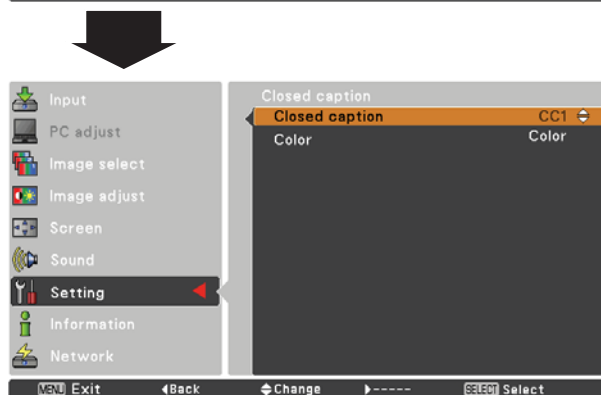 Input
PC adjust
Image select
Image adjust
Screen
Sound
Setting
Information
Network
Closed caption
Closed caption CC1
Color Color
MENU Exit Back Change ----- SELECT Select